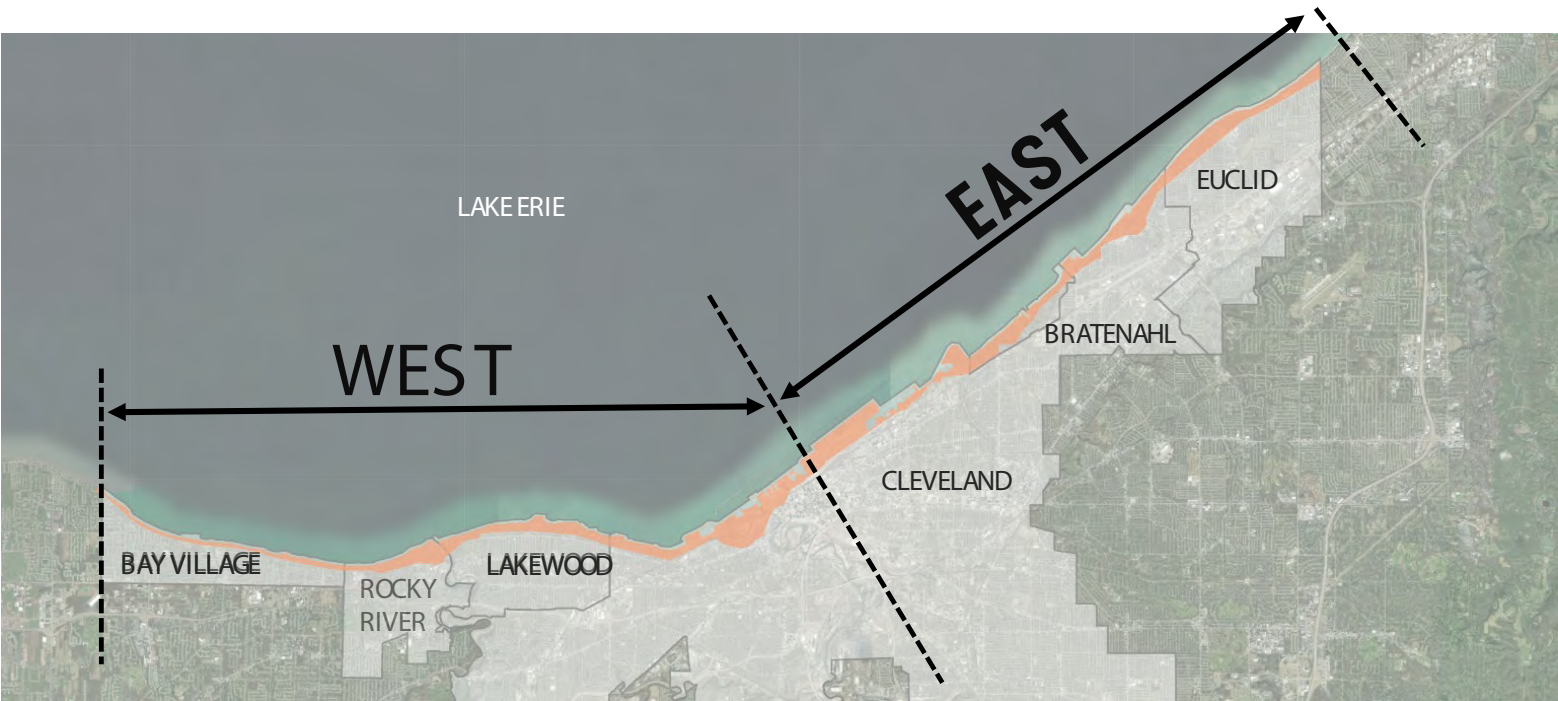 EAST
EUCLID
LAKE ERIE
BRATENAHL
WEST
CLEVELAND
BAY VILLAGE
LAKEWOOD
ROCKY
RIVER